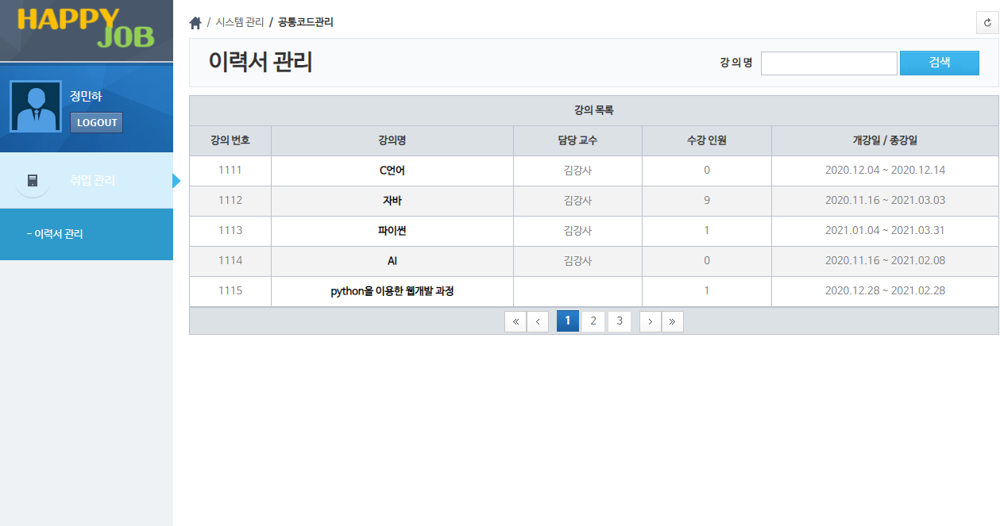 HAPPY
JOB
정민하
LOGOUT
취업 관리
- 이력서 관리
/ 시스템 관리 / 공통코드관리
이력서 관리
강 의 명
검색
강의 목록
강의 번호 강의명 담당 교수 수강 인원 개강일 / 종강일
1111 C언어 김강사 0 2020.12.04 ~ 2020.12.14
1112 자바 김강사 9 2020.11.16 ~ 2021.03.03
1113 파이썬 김강사 1 2021.01.04 ~ 2021.03.31
1114 AI 김강사 0 2020.11.16 ~ 2021.02.08
1115 python을 이용한 웹개발 과정 1 2020.12.28 ~ 2021.02.28
« ‹ 1 2 3 › »